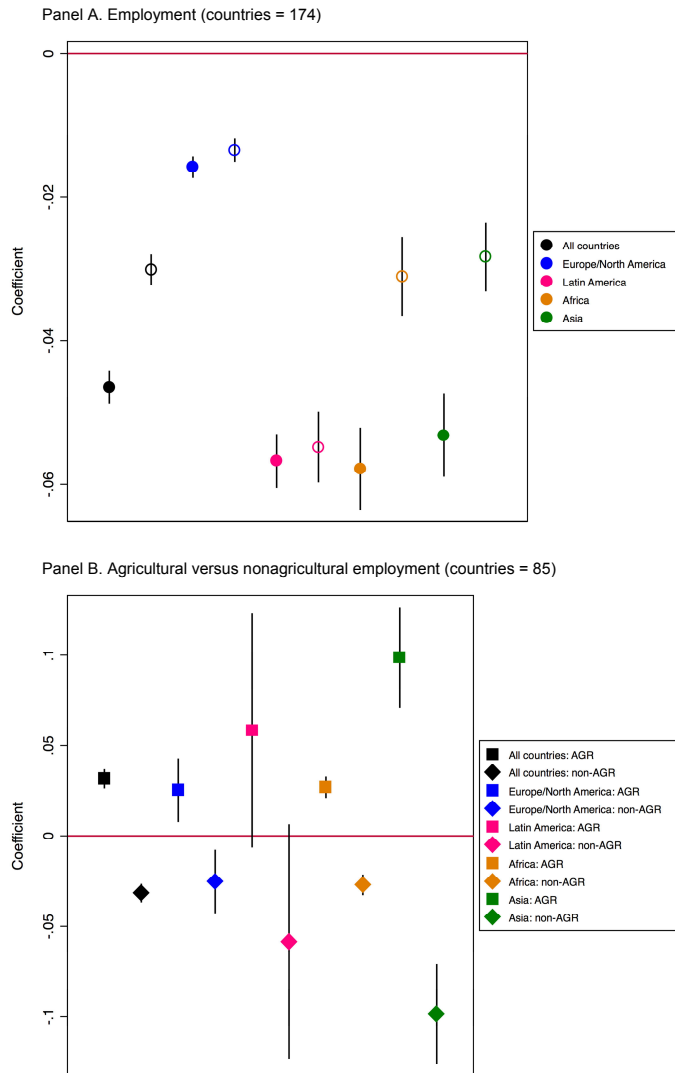 Panel A. Employment (countries = 174)
0
-.02
-.04
-.06
Coefficient
All countries
Europe/North America
Latin America
Africa
Asia
Panel B. Agricultural versus nonagricultural employment (countries = 85)
.1
.05
0
-.05
-.1
Coefficient
All countries: AGR
All countries: non-AGR
Europe/North America: AGR
Europe/North America: non-AGR
Latin America: AGR
Latin America: non-AGR
Africa: AGR
Africa: non-AGR
Asia: AGR
Asia: non-AGR